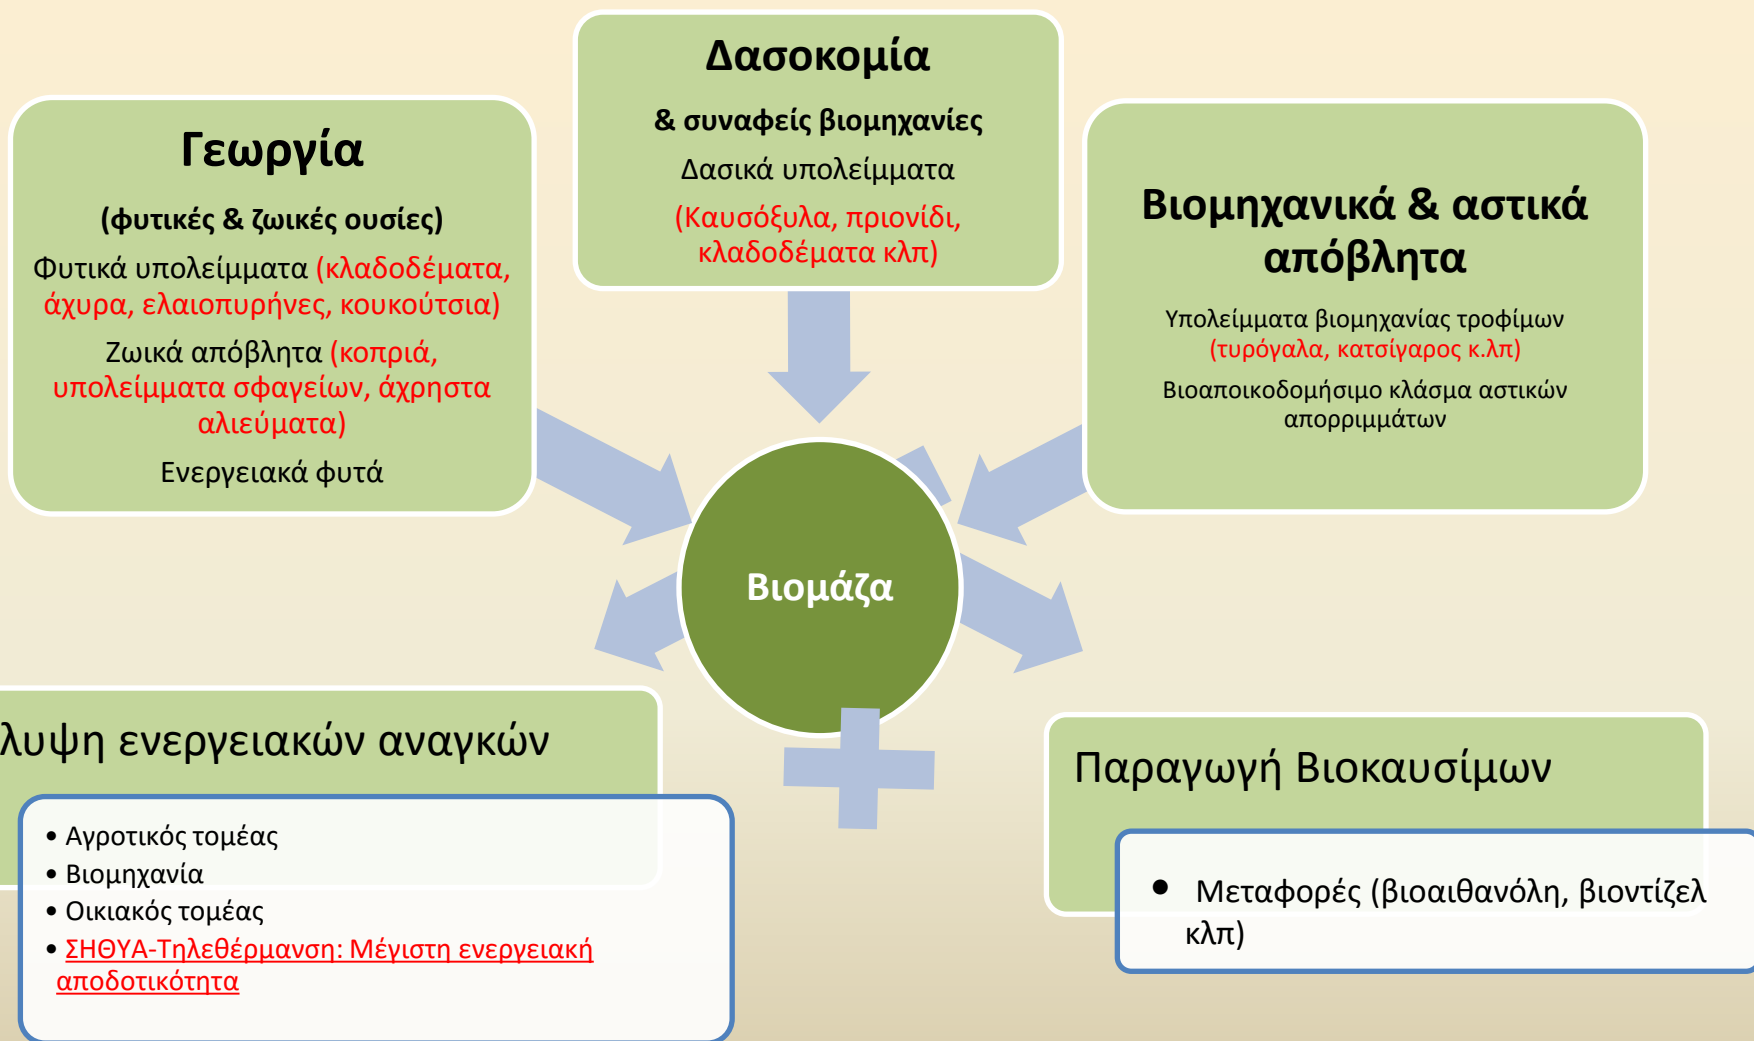 Δασοκομία
& συναφείς βιομηχανίες
Δασικά υπολείμματα
(Καυσόξυλα, πριονίδι,
κλαδοδέματα κλπ)
Γεωργία
(φυτικές & ζωικές ουσίες)
Φυτικά υπολείμματα (κλαδοδέματα,
άχυρα, ελαιοπυρήνες, κουκούτσια)
Ζωικά απόβλητα (κοπριά,
υπολείμματα σφαγείων, άχρηστα
αλιεύματα)
Ενεργειακά φυτά
Βιομηχανικά & αστικά
απόβλητα
Υπολείμματα βιομηχανίας τροφίμων
(τυρόγαλα, κατσίγαρος κ.λπ)
Βιοαποικοδομήσιμο κλάσμα αστικών
απορριμμάτων
Βιομάζα
λυψη ενεργειακών αναγκών
• Αγροτικός τομέας
• Βιομηχανία
• Οικιακός τομέας
• ΣΗΘΥΑ-Τηλεθέρμανση: Μέγιστη ενεργειακή
αποδοτικότητα
Παραγωγή Βιοκαυσίμων
• Μεταφορές (βιοαιθανόλη, βιοντίζελ
κλπ)